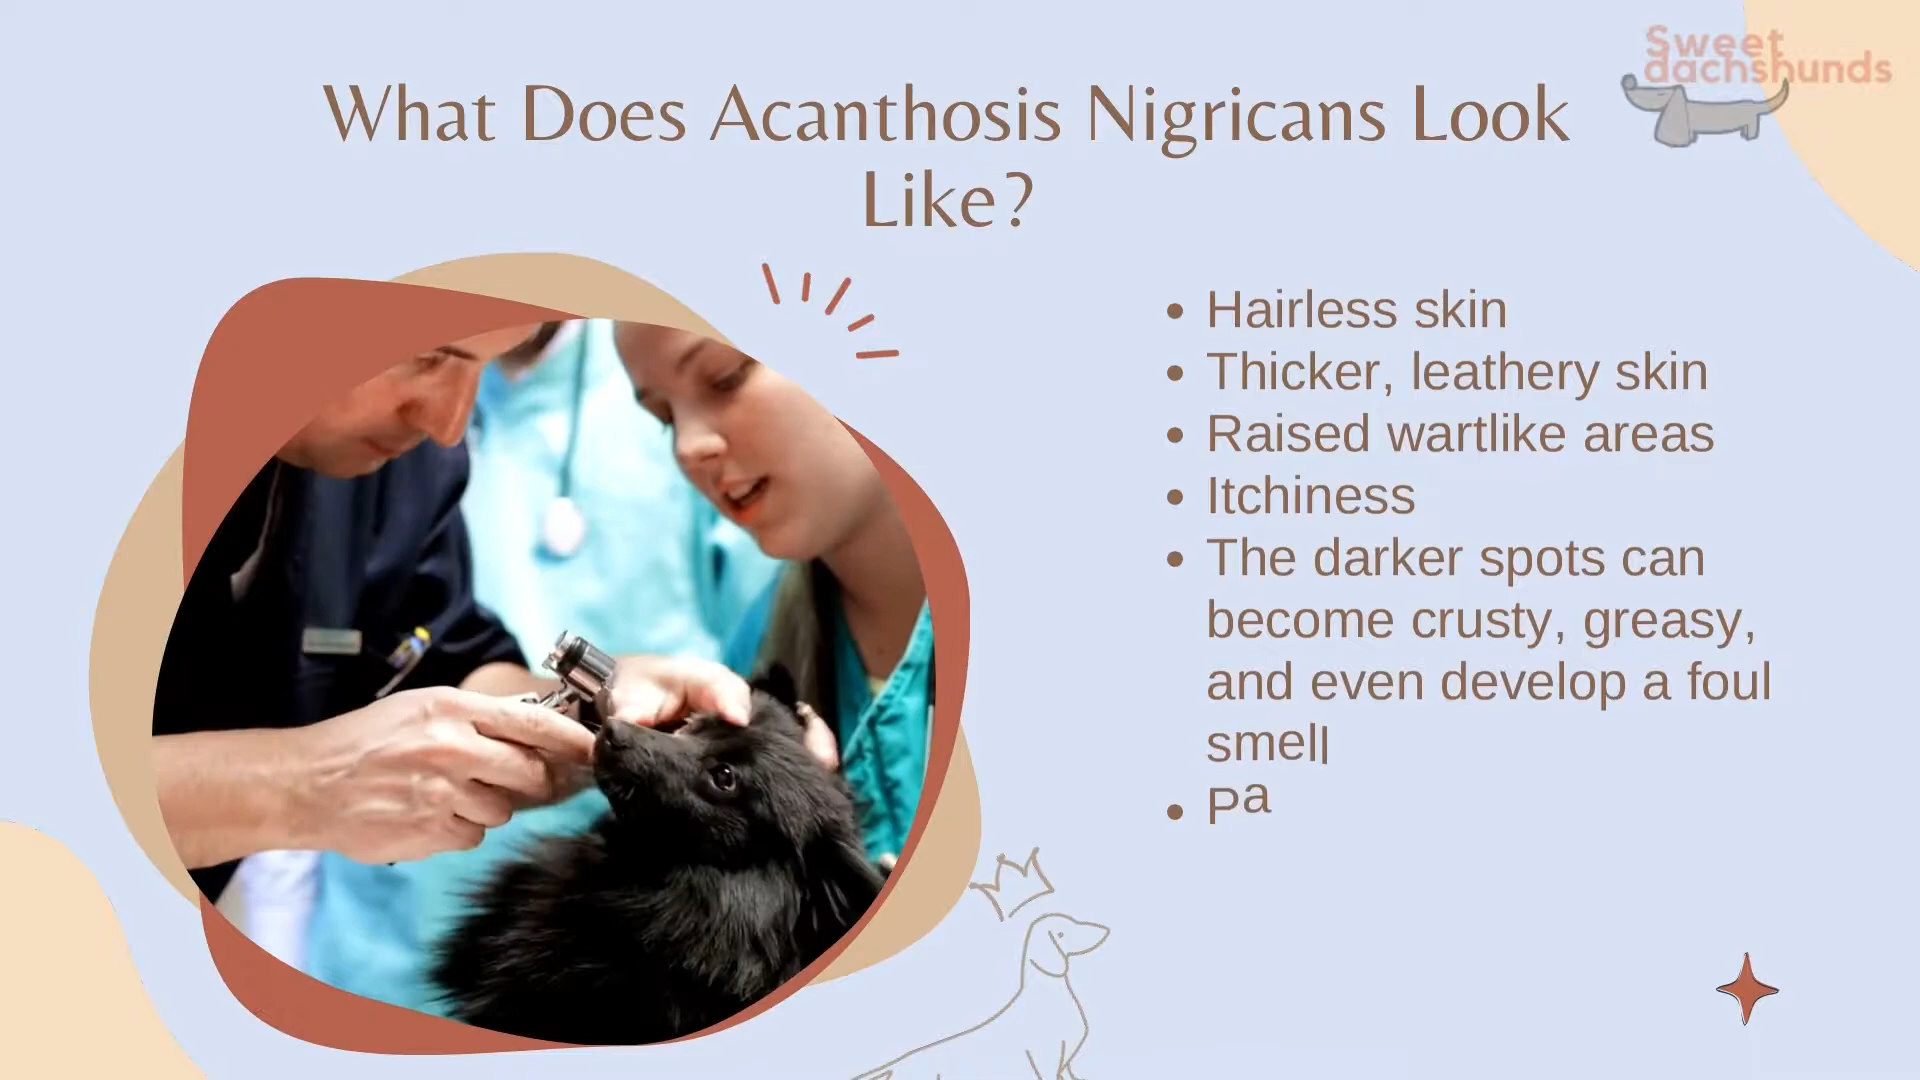 Sweet
dachshunds
What Does Acanthosis Nigricans Look
Like?
• Hairless skin
• Thicker, leathery skin
• Raised wartlike areas
• Itchiness
• The darker spots can
become crusty, greasy,
and even develop a foul
smell
• Pa